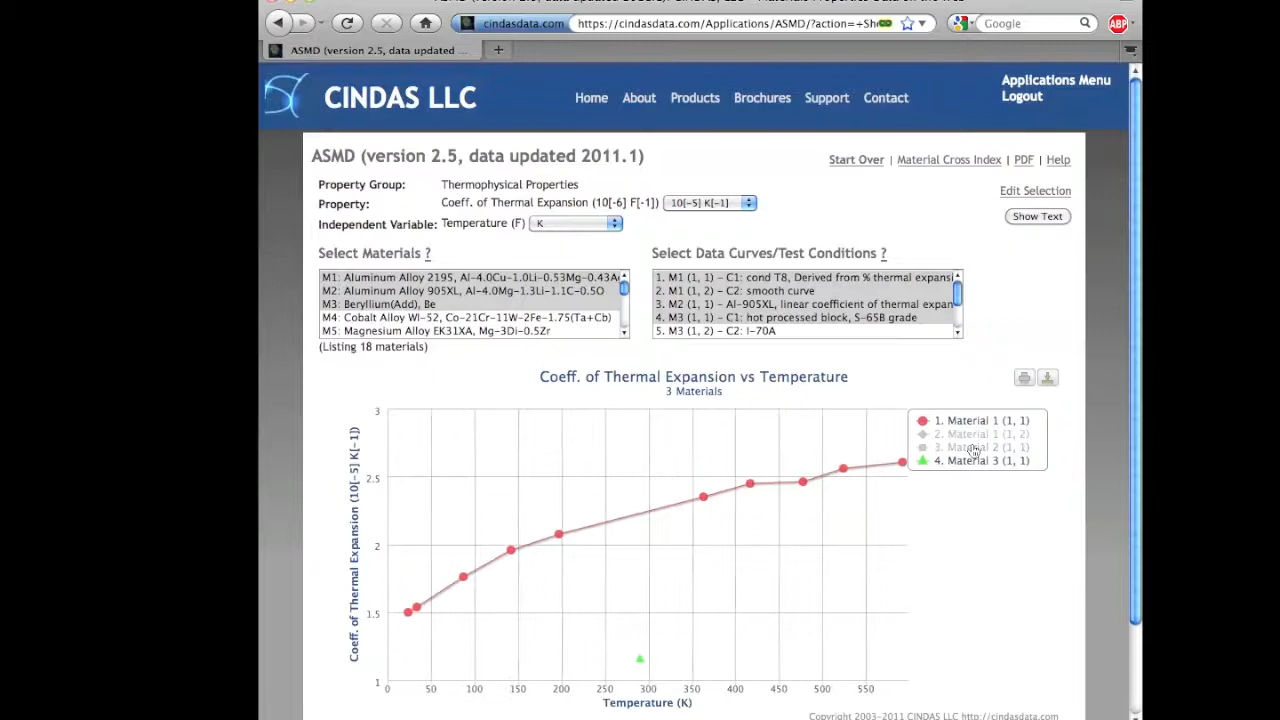 cindasdata.com
https://cindasdata.com/Applications/ASMD/?action=+Sh
Google
ABP
ASMD (version 2.5, data updated ...
+
CINDAS LLC
Home
About
Products
Brochures
Support
Contact
Applications Menu
Logout
ASMD (version 2.5, data updated 2011.1)
Start Over | Material Cross Index | PDF | Help
Property Group: Thermophysical Properties
Edit Selection
Property: Coeff. of Thermal Expansion (10[-6] F[-1]) 10[-5] K[-1]
Show Text
Independent Variable: Temperature (F) K
Select Materials ?
M1: Aluminum Alloy 2195, Al-4.0Cu-1.0Li-0.53Mg-0.43A
M2: Aluminum Alloy 905XL, Al-4.0Mg-1.3Li-1.1C-0.5O
M3: Beryllium(Add), Be
M4: Cobalt Alloy WI-52, Co-21Cr-11W-2Fe-1.75(Ta+Cb)
M5: Magnesium Alloy EK31XA, Mg-3Di-0.5Zr
(Listing 18 materials)
Select Data Curves/Test Conditions ?
1. M1 (1, 1) - C1: cond T8, Derived from % thermal expans
2. M1 (1, 2) - C2: smooth curve
3. M2 (1, 1) - Al-905XL, linear coefficient of thermal expan
4. M3 (1, 1) - C1: hot processed block, S-65B grade
5. M3 (1, 2) - C2: I-70A
Coeff. of Thermal Expansion vs Temperature
3 Materials
1. Material 1 (1, 1)
2. Material 1 (1, 2)
3. Material 2 (1, 1)
4. Material 3 (1, 1)
Coeff. of Thermal Expansion (10[-5] K[-1])
3
2.5
2
1.5
1
0 50 100 150 200 250 300 350 400 450 500 550
Temperature (K)
Copyright 2003-2011 CINDAS LLC http://cindasdata.com